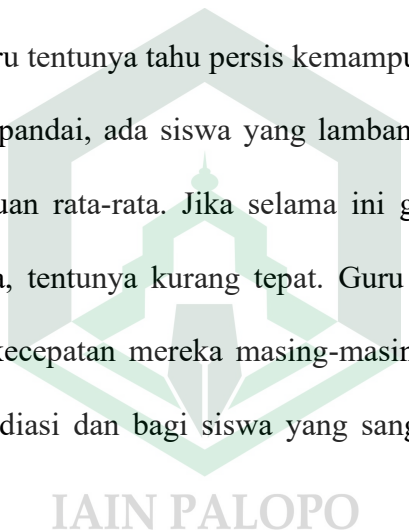 ru tentunya tahu persis kemampu
pandai, ada siswa yang lamban
uan rata-rata. Jika selama ini g
a, tentunya kurang tepat. Guru
kecepatan mereka masing-masin
diasi dan bagi siswa yang sang
IAIN PALOPO